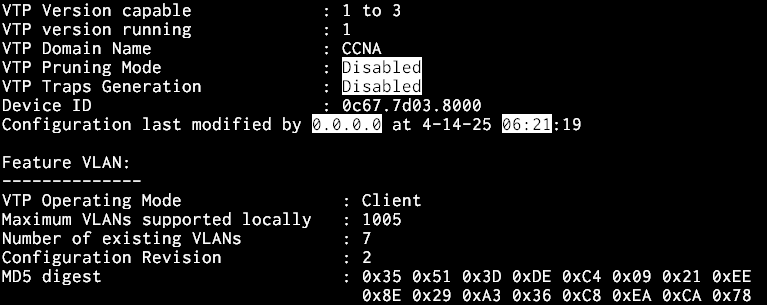 VTP Version capable : 1 to 3
VTP version running : 1
VTP Domain Name : CCNA
VTP Pruning Mode : Disabled
VTP Traps Generation : Disabled
Device ID : 0c67.7d03.8000
Configuration last modified by 0.0.0.0 at 4-14-25 06:21:19

Feature VLAN:
--------------
VTP Operating Mode : Client
Maximum VLANs supported locally : 1005
Number of existing VLANs : 7
Configuration Revision : 2
MD5 digest : 0x35 0x51 0x3D 0xDE 0xC4 0x09 0x21 0xEE
0x8E 0x29 0xA3 0x36 0xC8 0xEA 0xCA 0x78